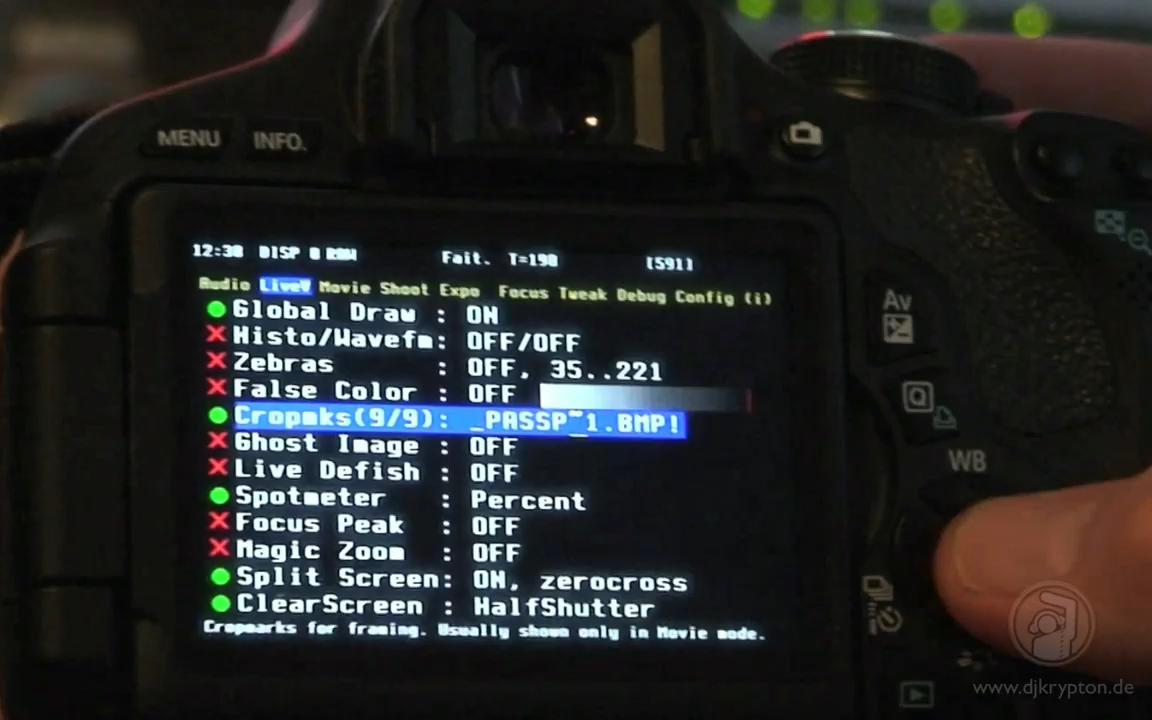 MENU INFO.
12:38 DISP 0 ROM Fait. T=198 [591]
Audio LiveV Movie Shoot Expo Focus Tweak Debug Config (i)
Global Draw : ON
Histo/Wavefm: OFF/OFF
Zebras : OFF, 35..221
False Color : OFF
Cropmks(9/9): _PASSP~1.BMP!
Ghost Image : OFF
Live Defish : OFF
Spotmeter : Percent
Focus Peak : OFF
Magic Zoom : OFF
Split Screen: ON, zerocross
ClearScreen : HalfShutter
Cropmarks for framing. Usually shown only in Movie mode.
Av
Q
WB
www.djkrypton.de